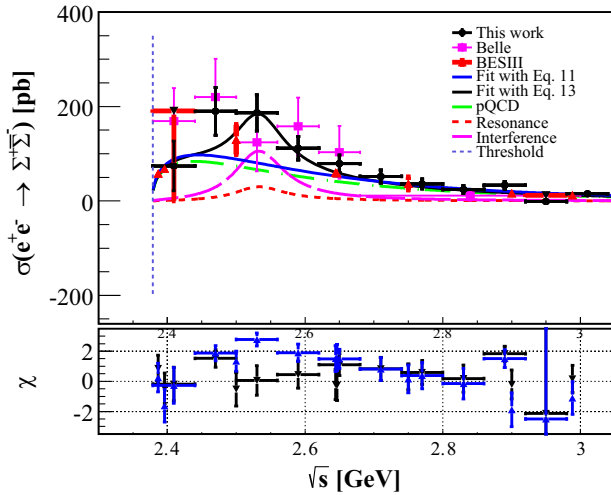 400
200
0
-200
σ(e⁺e⁻ → Σ⁺Σ̄⁻) [pb]
This work
Belle
BESIII
Fit with Eq. 11
Fit with Eq. 13
pQCD
Resonance
Interference
Threshold
2.4 2.6 2.8 3
2
0
-2
χ
2.4 2.6 2.8 3
√s [GeV]